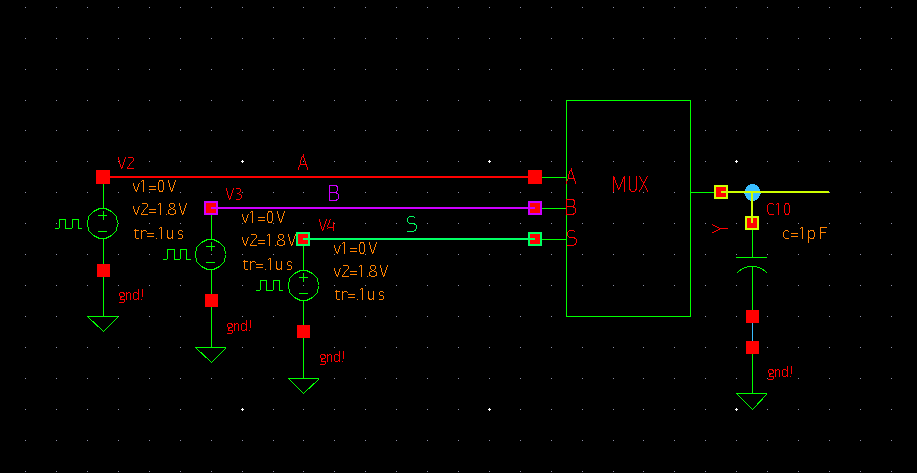 V2
A
v1=0V
v2=1.8V
tr=.1us
gnd!
V3
B
v1=0V
v2=1.8V
tr=.1us
gnd!
V4
S
v1=0V
v2=1.8V
tr=.1us
gnd!
A
B
S
MUX
Y
C10
c=1pF
gnd!